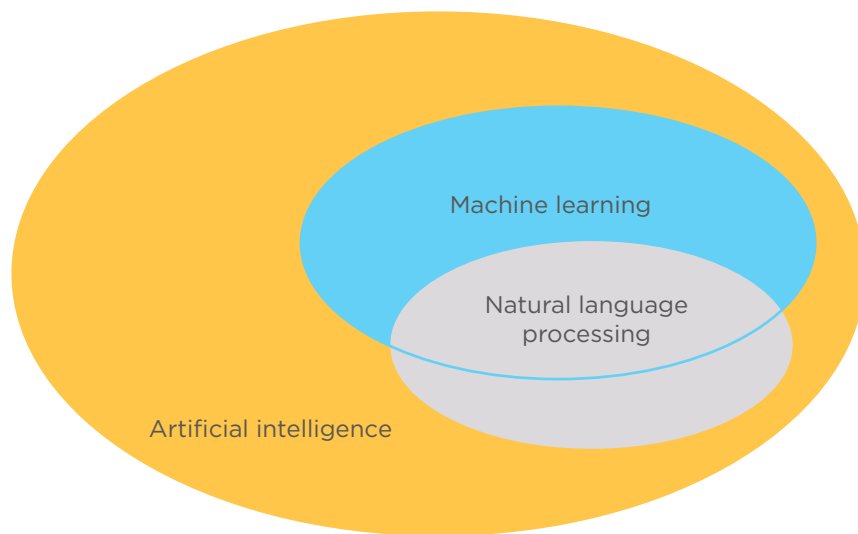 Machine learning
Natural language
processing
Artificial intelligence